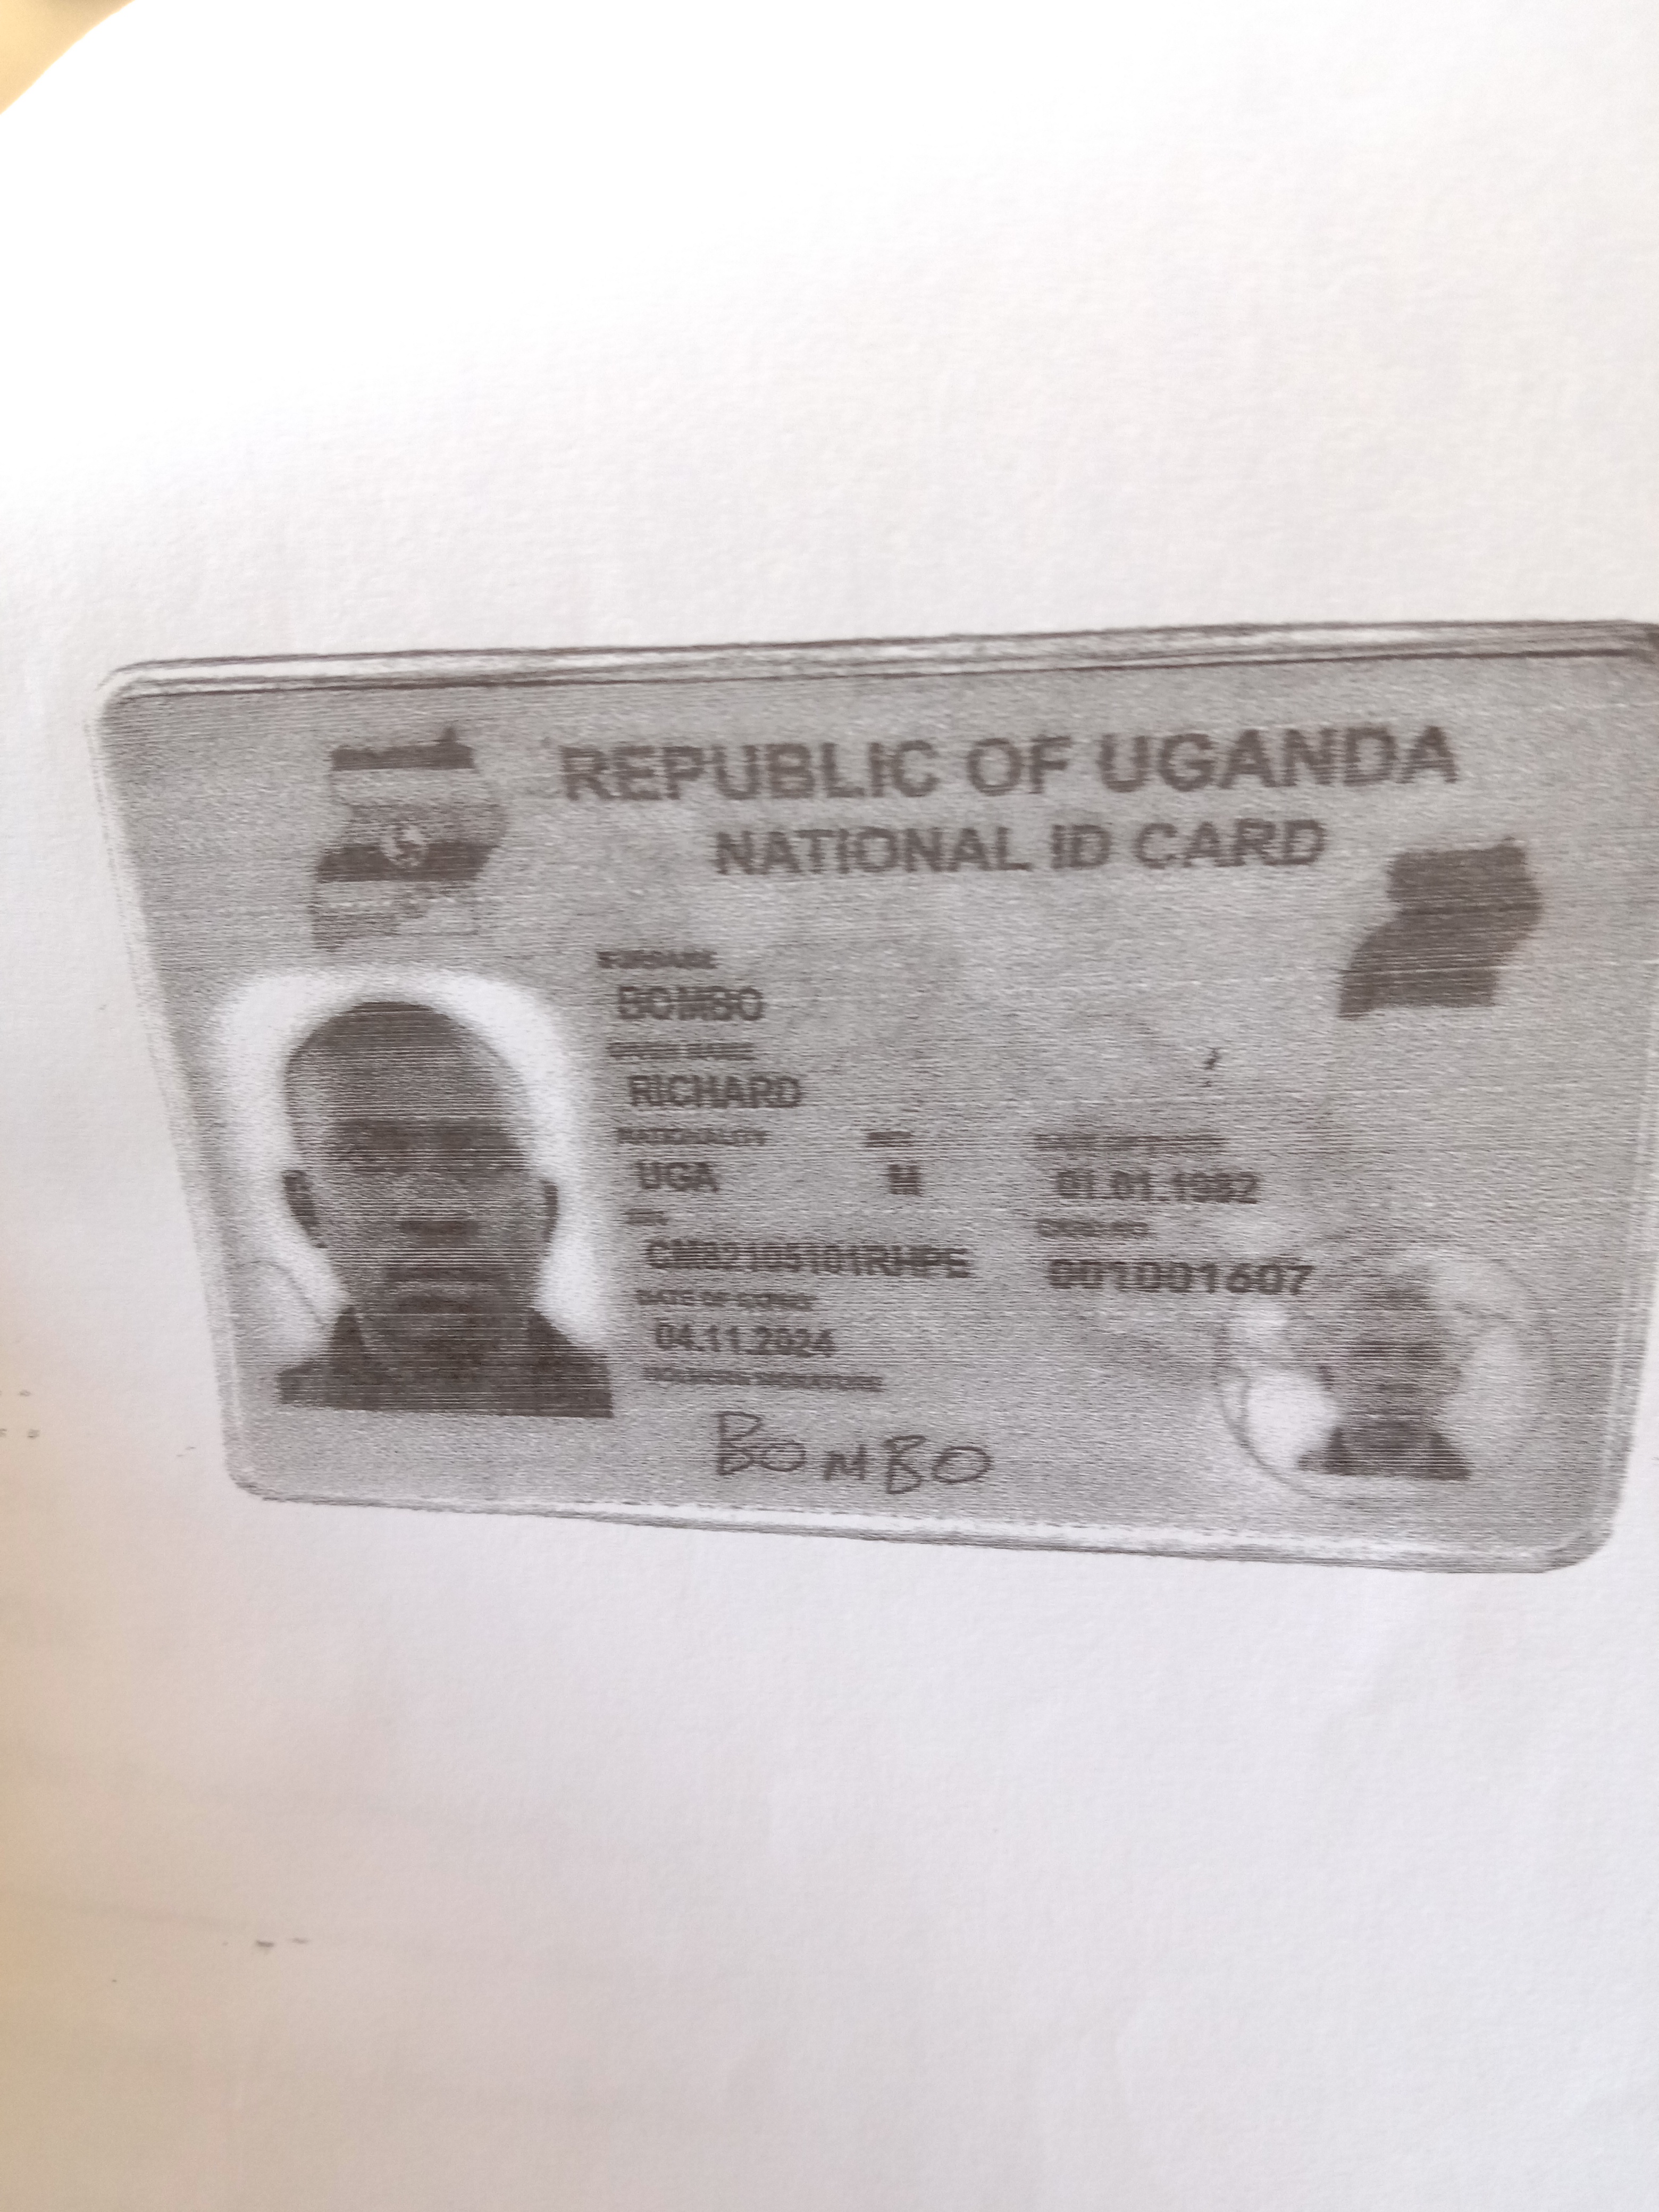 REPUBLIC OF UGANDA
NATIONAL ID CARD
SURNAME
BOMBO
GIVEN NAME
RICHARD
NATIONALITY SEX DATE OF BIRTH
UGA M 01.01.1982
NIN CARD NO.
CM82105101RHPE 001001607
DATE OF EXPIRY
04.11.2024
HOLDER'S SIGNATURE
BOMBO